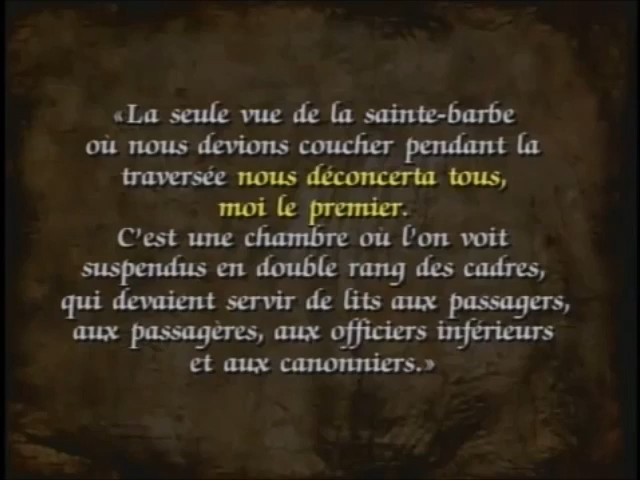 «La seule vue de la sainte-barbe
où nous devions coucher pendant la
traversée nous déconcerta tous,
moi le premier.
C'est une chambre où l'on voit
suspendus en double rang des cadres,
qui devaient servir de lits aux passagers,
aux passagères, aux officiers inférieurs
et aux canonniers.»